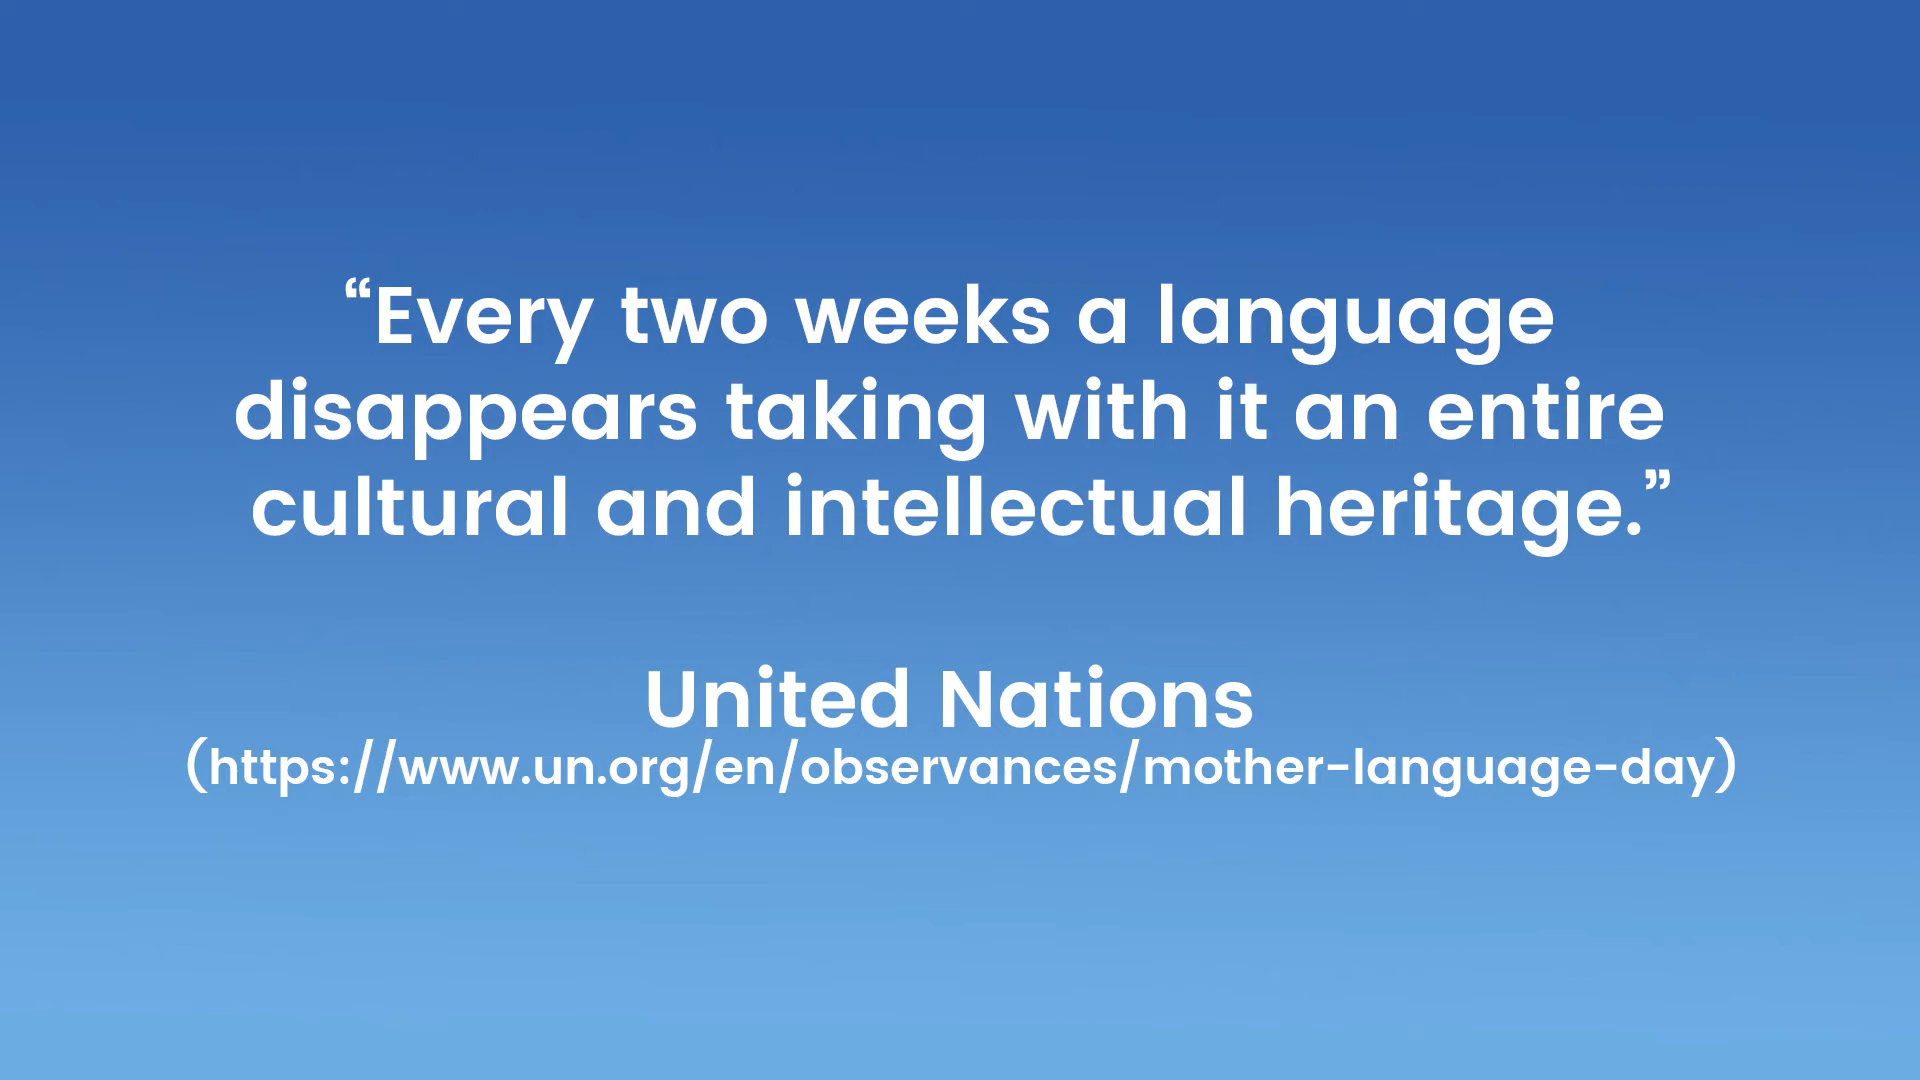 “Every two weeks a language
disappears taking with it an entire
cultural and intellectual heritage.”
United Nations
(https://www.un.org/en/observances/mother-language-day)